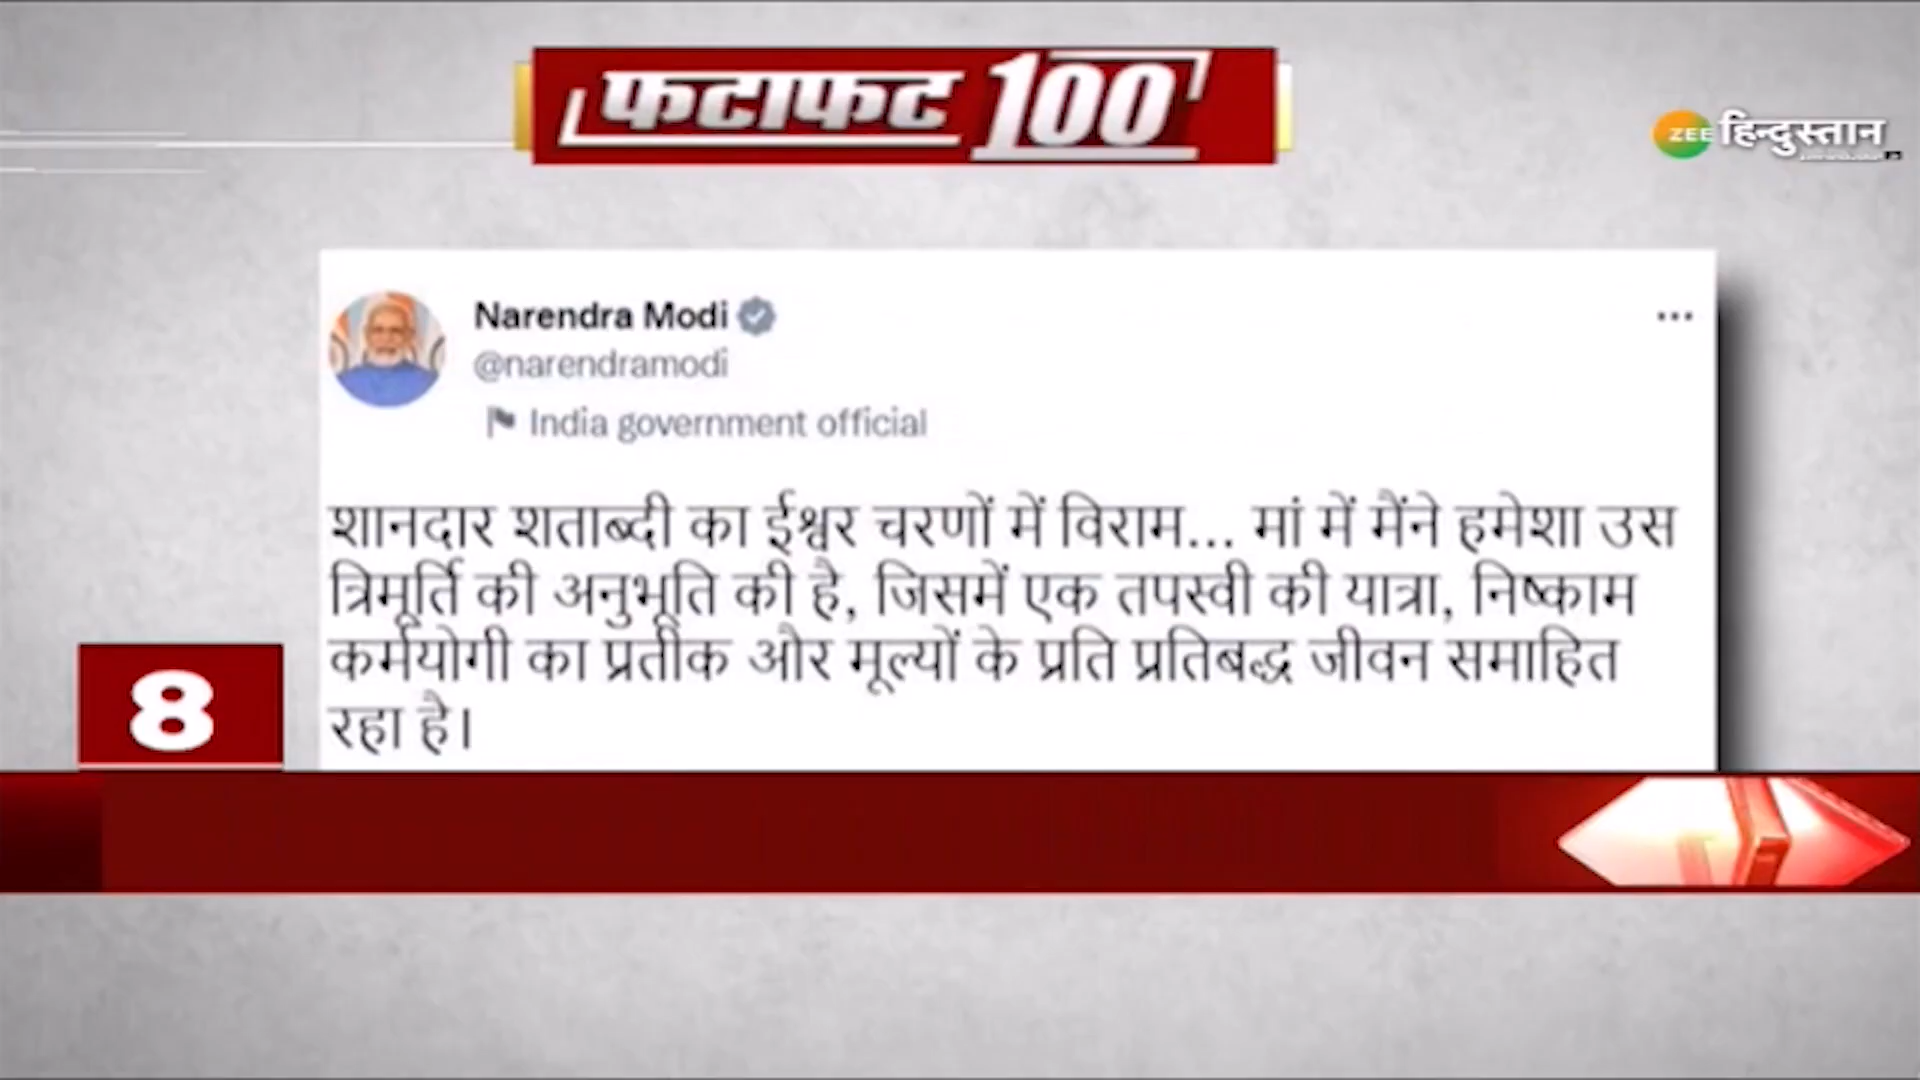 फटाफट 100
ZEE हिन्दुस्तान
Narendra Modi
@narendramodi
India government official
शानदार शताब्दी का ईश्वर चरणों में विराम... मां में मैंने हमेशा उस
त्रिमूर्ति की अनुभूति की है, जिसमें एक तपस्वी की यात्रा, निष्काम
कर्मयोगी का प्रतीक और मूल्यों के प्रति प्रतिबद्ध जीवन समाहित
रहा है।
8